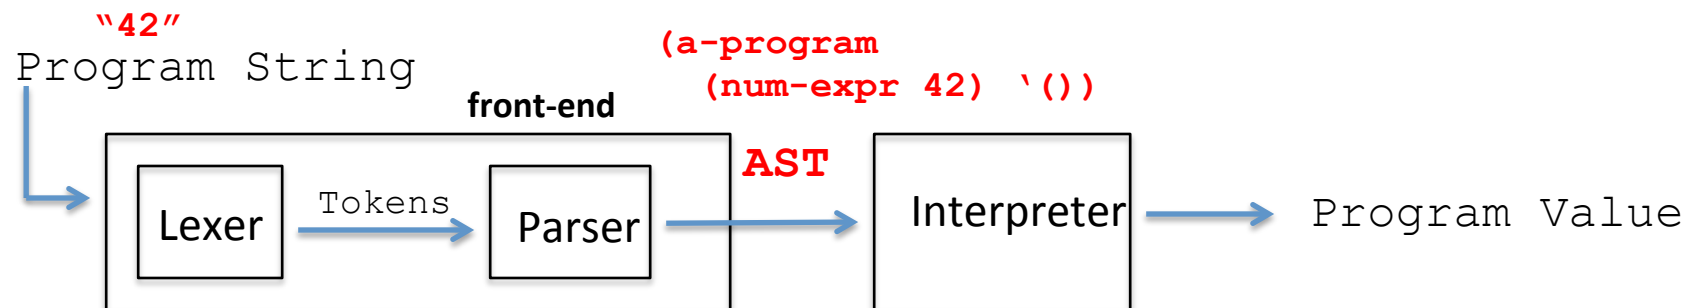 “42”
Program String
(a-program
(num-expr 42) ‘())
front-end
AST
Lexer
Tokens
Parser
Interpreter
Program Value